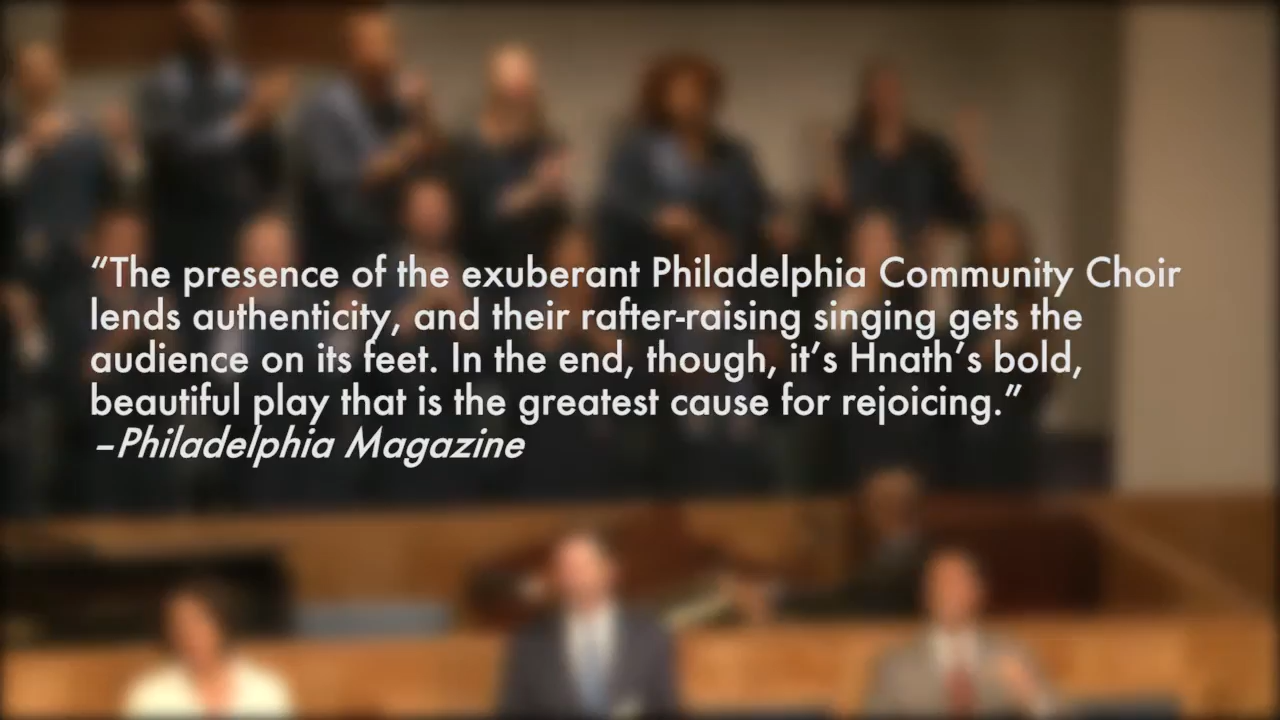 “The presence of the exuberant Philadelphia Community Choir
lends authenticity, and their rafter-raising singing gets the
audience on its feet. In the end, though, it’s Hnath’s bold,
beautiful play that is the greatest cause for rejoicing.”
–Philadelphia Magazine